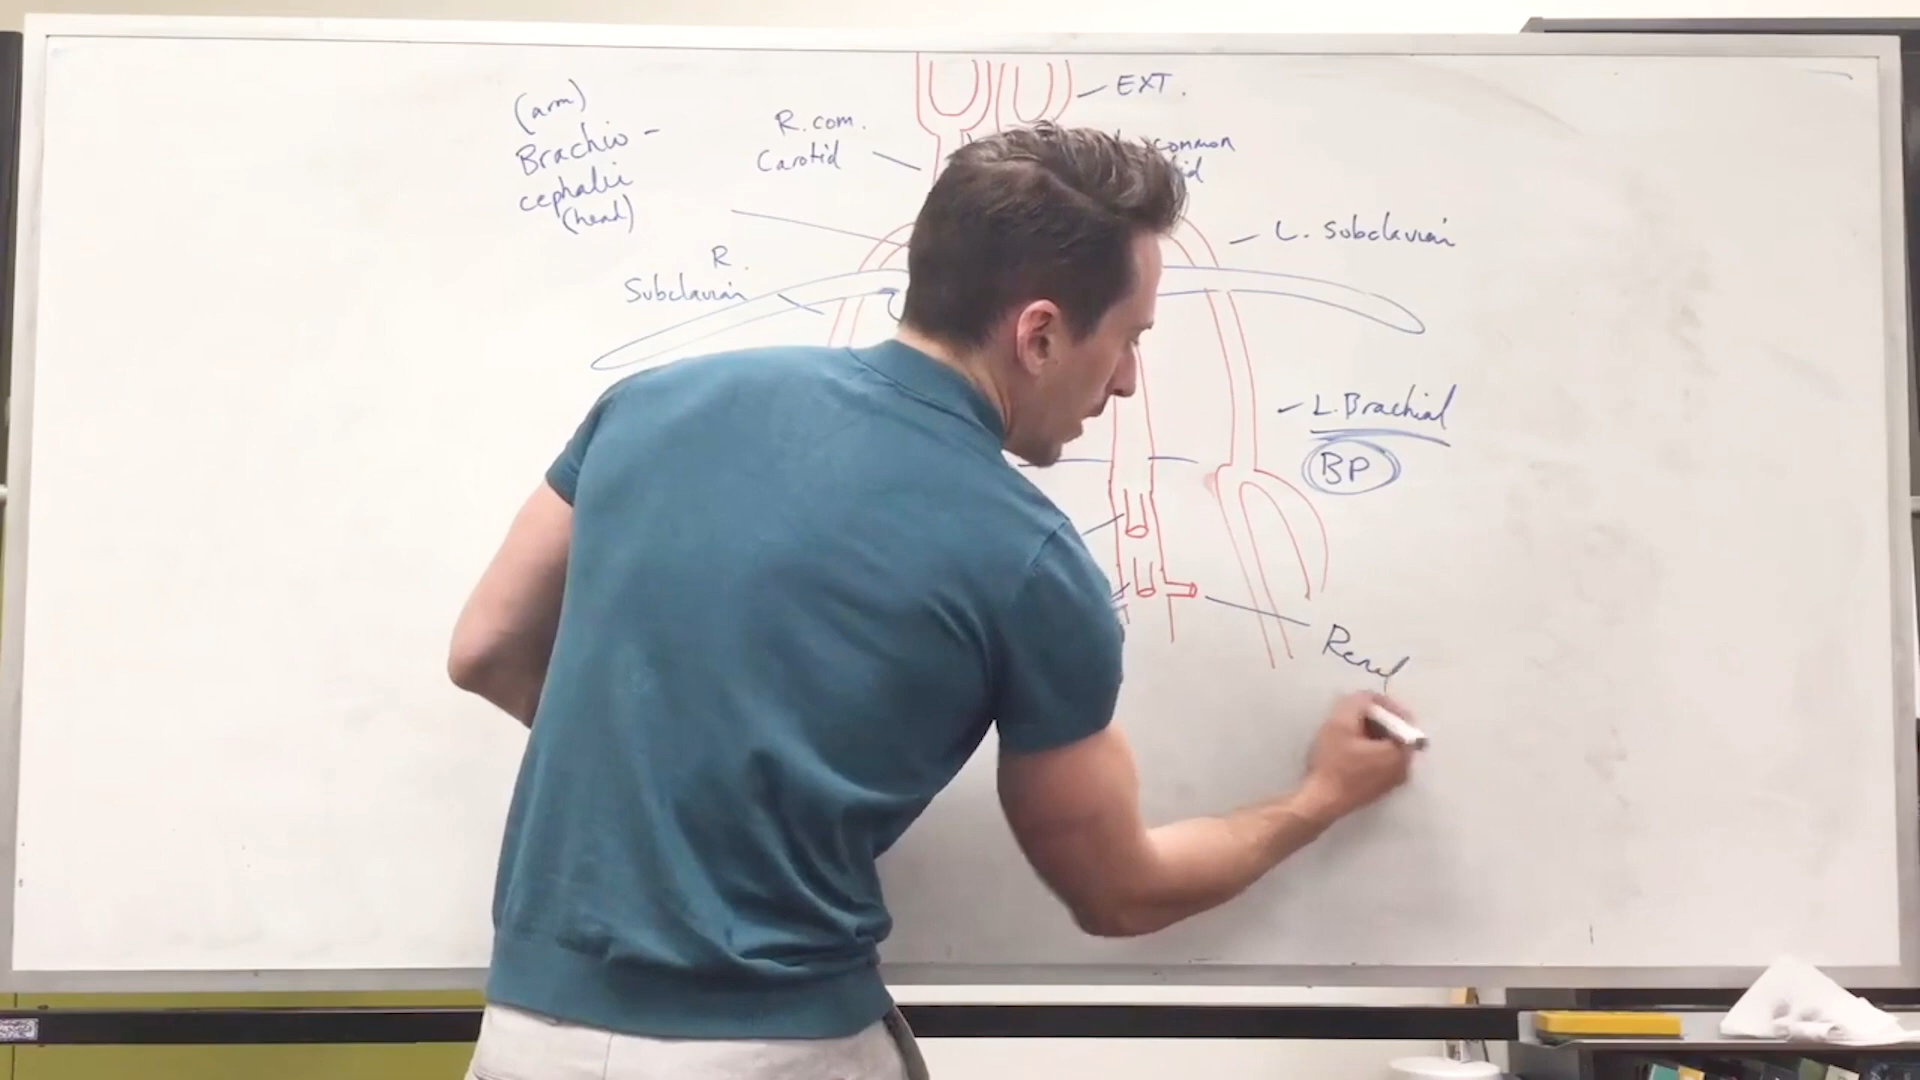 (arm)
Brachio-
cephalic
(head)
R. com.
Carotid
EXT.
common
R.
Subclavian
L. Subclavian
L. Brachial
BP
Renal